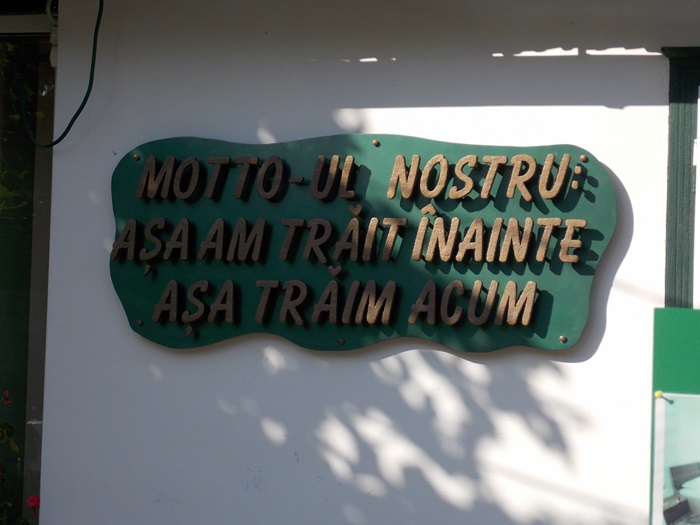 MOTTO-UL NOSTRU:
AȘA AM TRĂIT ÎNAINTE
AȘA TRĂIM ACUM